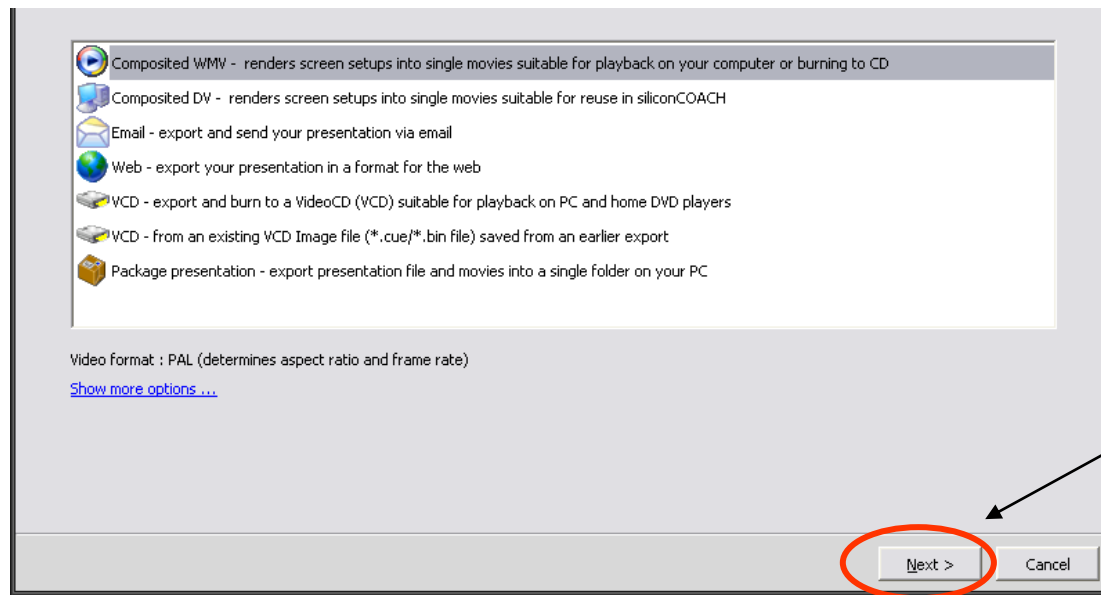 Composited WMV - renders screen setups into single movies suitable for playback on your computer or burning to CD
Composited DV - renders screen setups into single movies suitable for reuse in siliconCOACH
Email - export and send your presentation via email
Web - export your presentation in a format for the web
VCD - export and burn to a VideoCD (VCD) suitable for playback on PC and home DVD players
VCD - from an existing VCD Image file (*.cue/*.bin file) saved from an earlier export
Package presentation - export presentation file and movies into a single folder on your PC
Video format : PAL (determines aspect ratio and frame rate)
Show more options ...
Next > Cancel